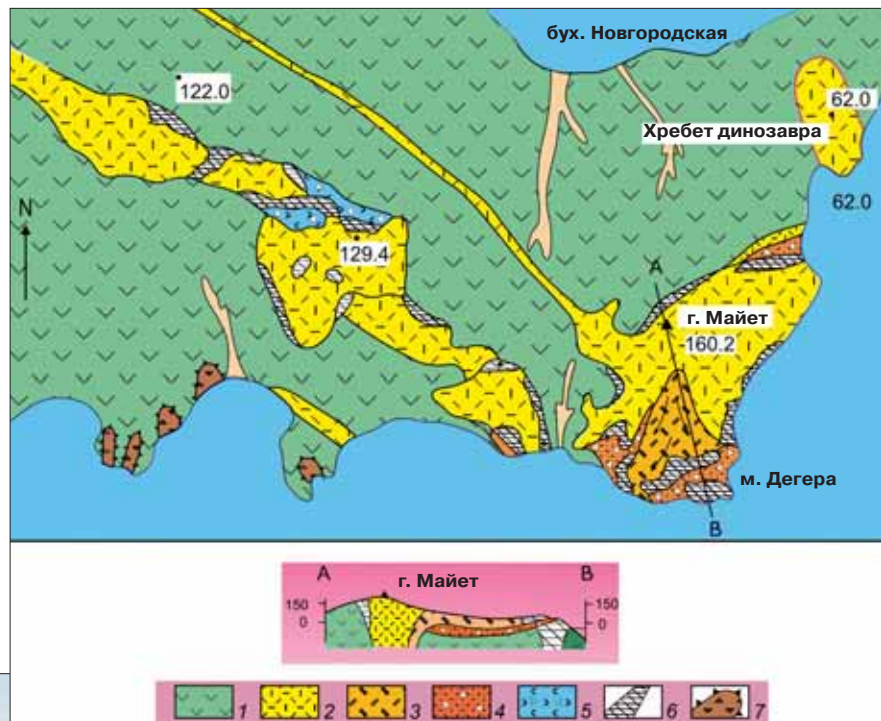 бух. Новгородская
122.0
62.0
Хребет динозавра
62.0
N
129.4
A
г. Майет
160.2
м. Дегера
B
A
г. Майет
B
150
0
150
0
1 2 3 4 5 6 7